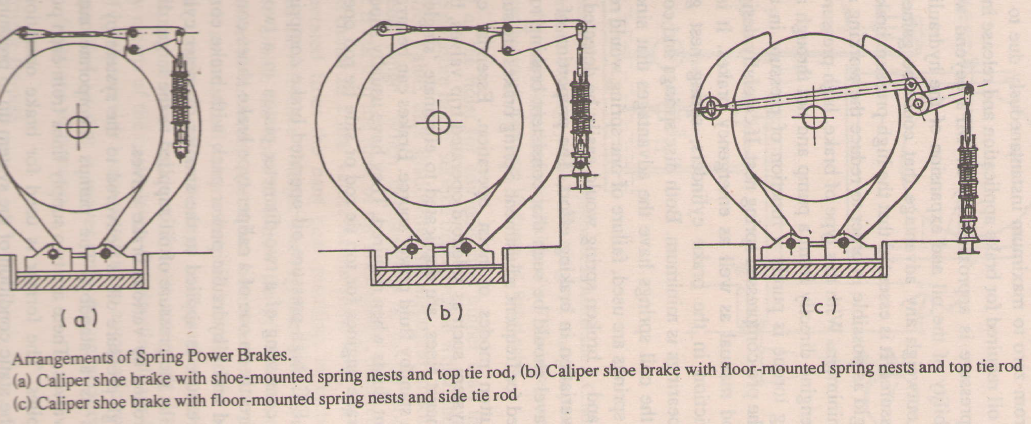 (a)
(b)
(c)
Arrangements of Spring Power Brakes.
(a) Caliper shoe brake with shoe-mounted spring nests and top tie rod, (b) Caliper shoe brake with floor-mounted spring nests and top tie rod
(c) Caliper shoe brake with floor-mounted spring nests and side tie rod